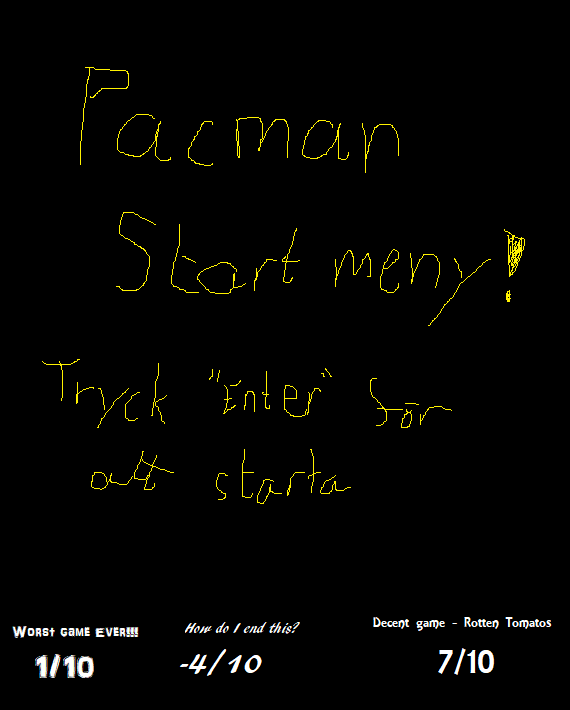 Pacman
Start meny!
Tryck "Enter" för
att starta
Worst game Ever!!!
1/10
How do I end this?
-4/10
Decent game - Rotten Tomatos
7/10